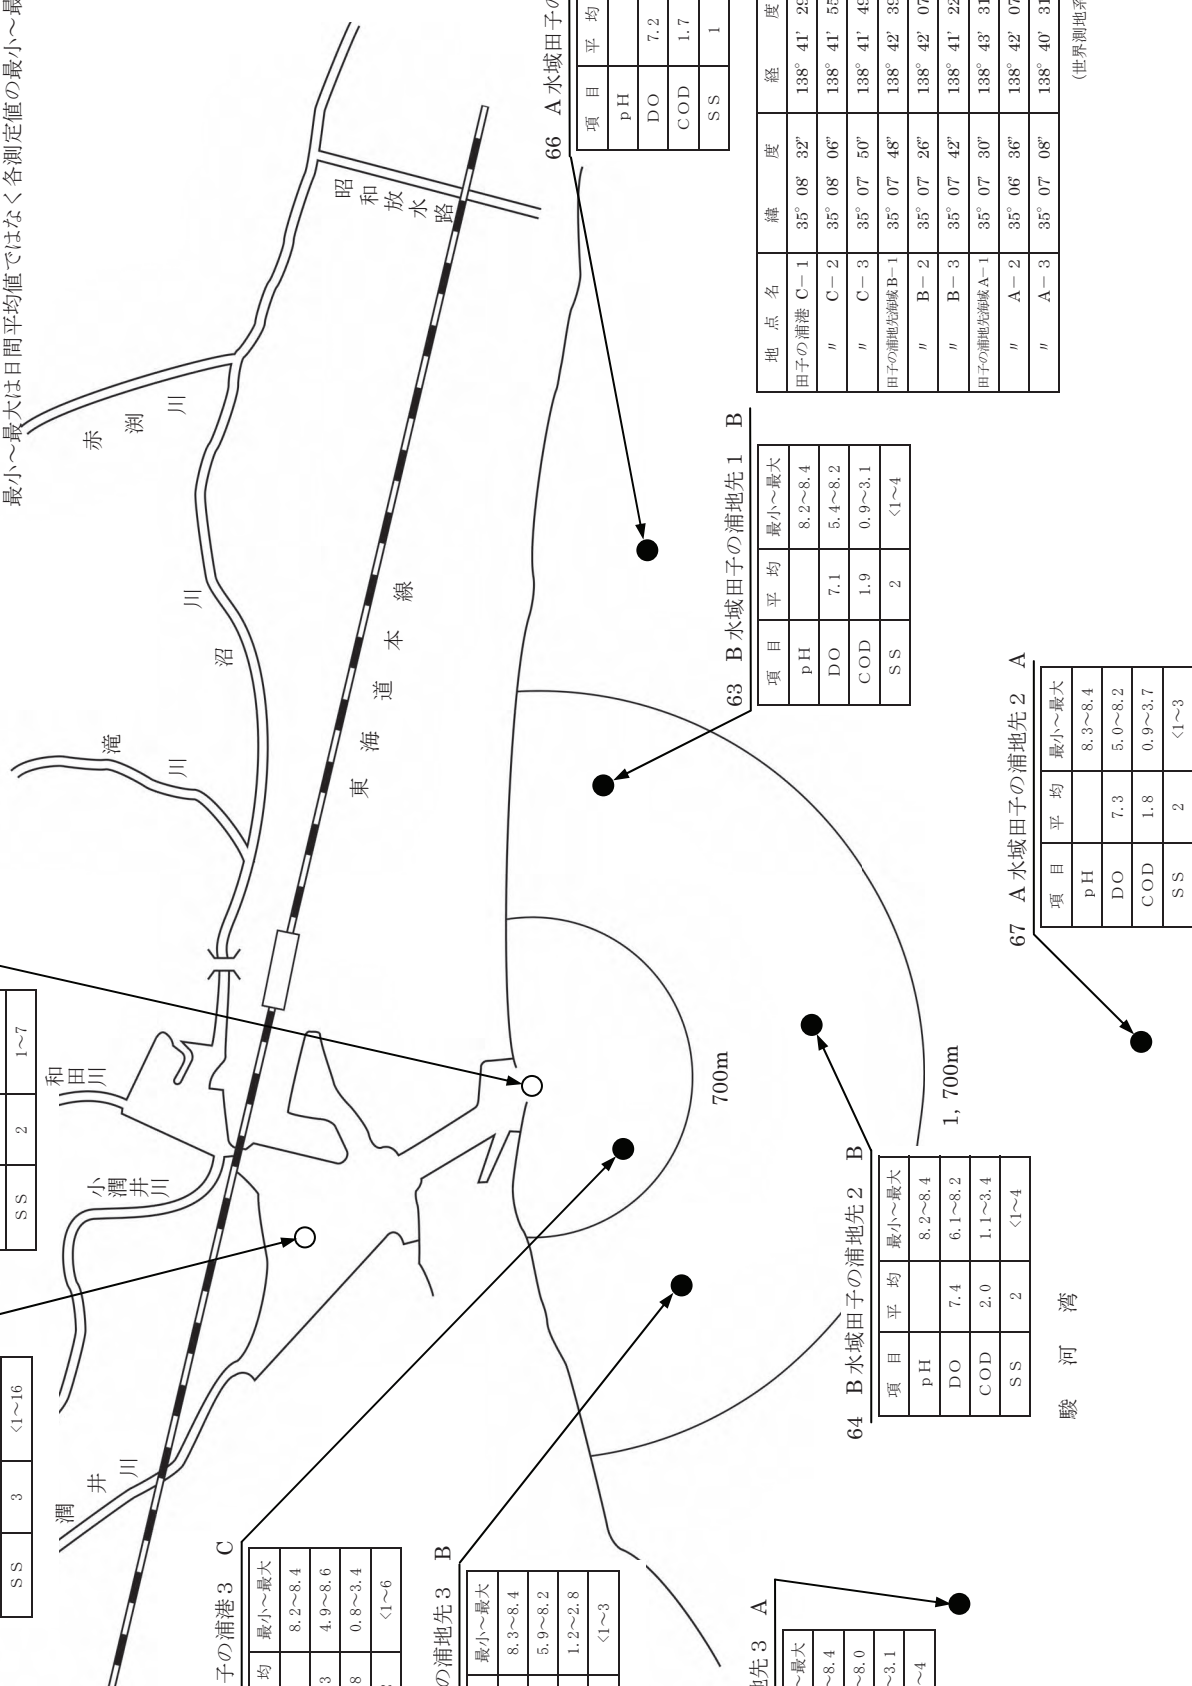 最小～最大は日間平均値ではなく各測定値の最小～最
赤渕川
昭和放水路
沼川
滝川
東海道本線
和田川
小潤井川
潤井川
駿河湾
700m
1, 700m
SS 2 1～7
SS 3 <1～16
子の浦港3 C
均 最小～最大
8.2～8.4
3 4.9～8.6
8 0.8～3.4
<1～6
の浦地先3 B
最小～最大
8.3～8.4
5.9～8.2
1.2～2.8
<1～3
地先3 A
～最大
～8.4
～8.0
～3.1
～4
64 B水域田子の浦地先2 B
項目 平均 最小～最大
pH 8.2～8.4
DO 7.4 6.1～8.2
COD 2.0 1.1～3.4
SS 2 <1～4
67 A水域田子の浦地先2 A
項目 平均 最小～最大
pH 8.3～8.4
DO 7.3 5.0～8.2
COD 1.8 0.9～3.7
SS 2 <1～3
63 B水域田子の浦地先1 B
項目 平均 最小～最大
pH 8.2～8.4
DO 7.1 5.4～8.2
COD 1.9 0.9～3.1
SS 2 <1～4
66 A水域田子の
項目 平均
pH
DO 7.2
COD 1.7
SS 1
地点名 緯度 経度
田子の浦港 C－1 35° 08′ 32″ 138° 41′ 29
〃 C－2 35° 08′ 06″ 138° 41′ 55
〃 C－3 35° 07′ 50″ 138° 41′ 49
田子の浦地先海域 B－1 35° 07′ 48″ 138° 42′ 39
〃 B－2 35° 07′ 26″ 138° 42′ 07
〃 B－3 35° 07′ 42″ 138° 41′ 22
田子の浦地先海域 A－1 35° 07′ 30″ 138° 43′ 31
〃 A－2 35° 06′ 36″ 138° 42′ 07
〃 A－3 35° 07′ 08″ 138° 40′ 31
(世界測地系